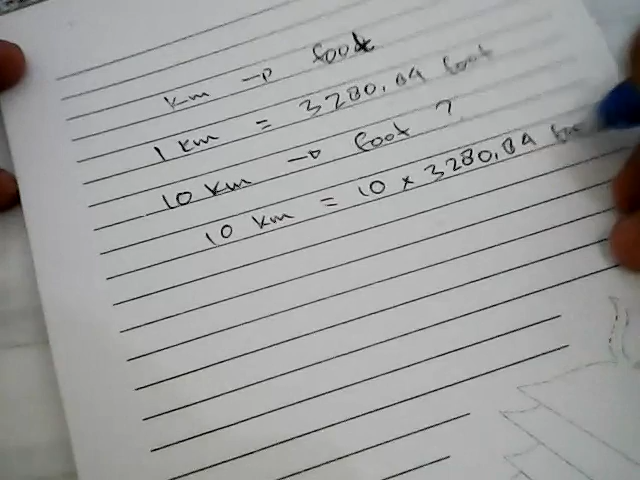 km → foot
1 km = 3280,84 foot
10 km → foot ?
10 km = 10 × 3280,84